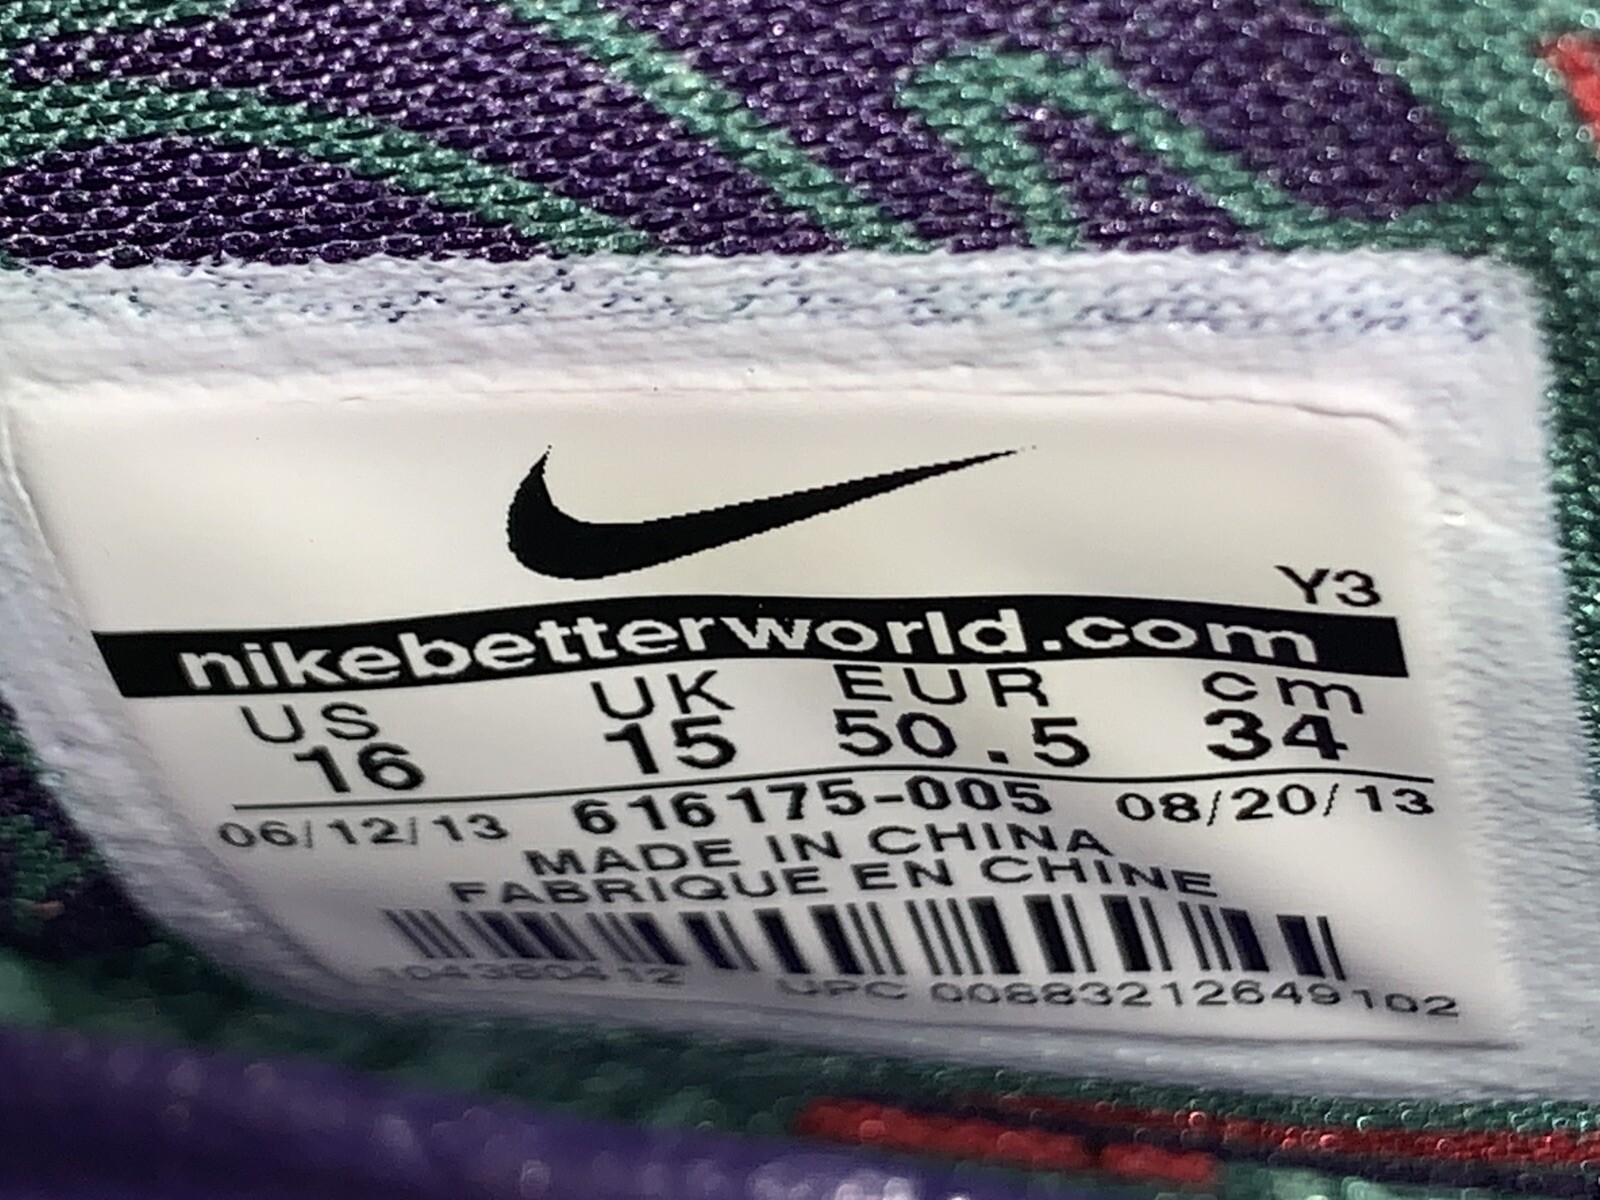 Y3
nikebetterworld.com
US UK EUR cm
16 15 50.5 34
06/12/13 616175-005 08/20/13
MADE IN CHINA
FABRIQUE EN CHINE
UPC 00883212649102